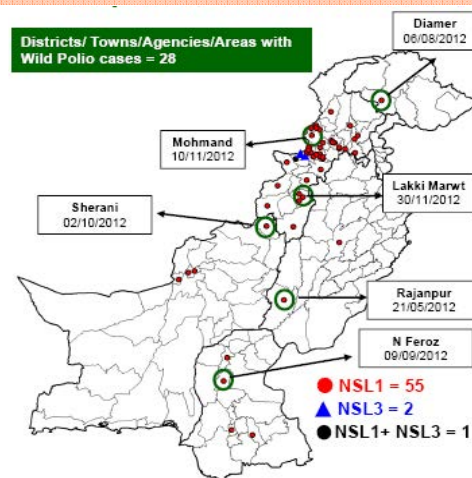 Diamer
06/08/2012
Districts/ Towns/Agencies/Areas with
Wild Polio cases = 28
Mohmand
10/11/2012
Lakki Marwt
30/11/2012
Sherani
02/10/2012
Rajanpur
21/05/2012
N Feroz
09/09/2012
NSL1 = 55
NSL3 = 2
NSL1+ NSL3 = 1